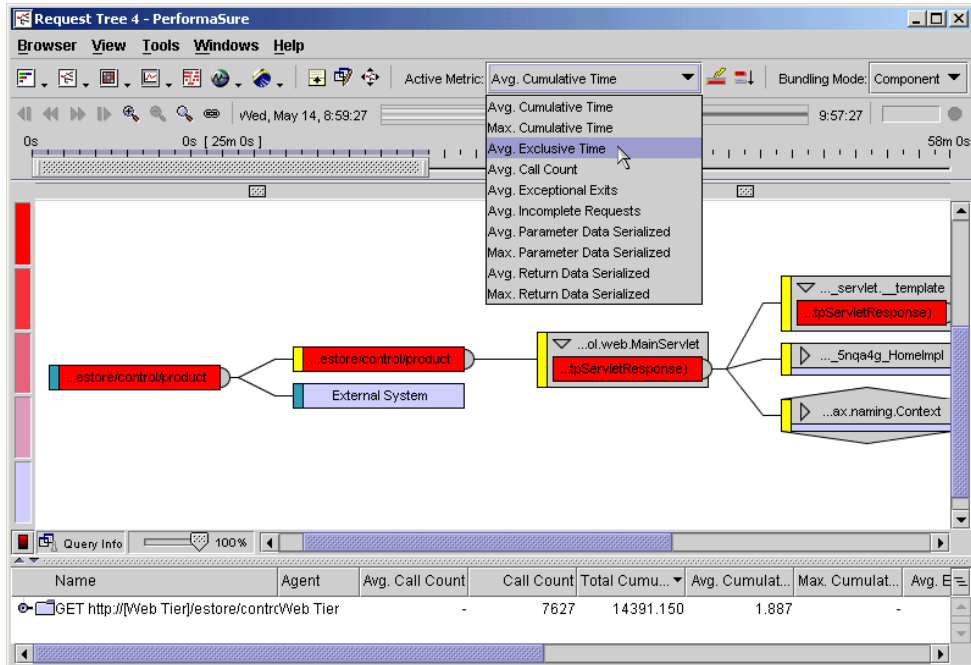 Request Tree 4 - PerformaSure
Browser View Tools Windows Help
Active Metric: Avg. Cumulative Time Bundling Mode: Component
Wed, May 14, 8:59:27 9:57:27
0s 0s [ 25m 0s ] 58m 0s
Avg. Cumulative Time
Max. Cumulative Time
Avg. Exclusive Time
Avg. Call Count
Avg. Exceptional Exits
Avg. Incomplete Requests
Avg. Parameter Data Serialized
Max. Parameter Data Serialized
Avg. Return Data Serialized
Max. Return Data Serialized
..._servlet.__template
...tpServletResponse)
...ol.web.MainServlet
...estore/control/product
..._5nqa4g_HomeImpl
...estore/control/product
...tpServletResponse)
External System
...ax.naming.Context
Query Info 100%
Name Agent Avg. Call Count Call Count Total Cumu... Avg. Cumulat... Max. Cumulat... Avg. E
GET http://[Web Tier]/estore/contrc Web Tier - 7627 14391.150 1.887 -